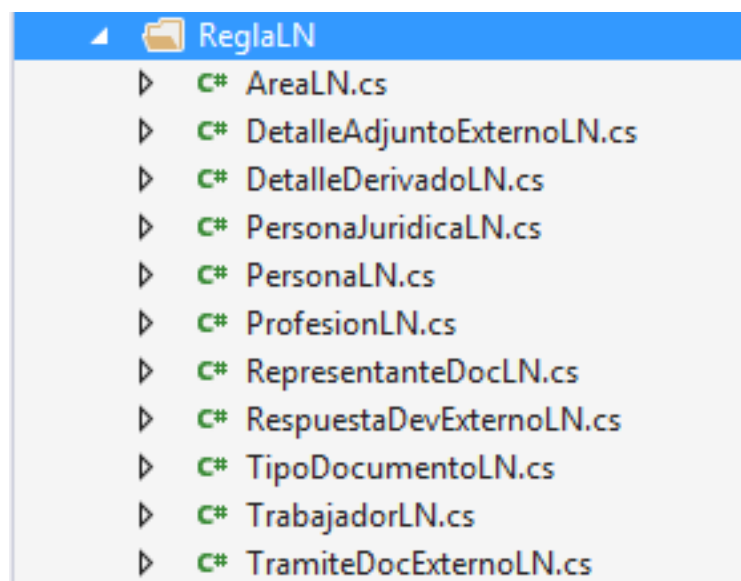 ReglaLN
C# AreaLN.cs
C# DetalleAdjuntoExternoLN.cs
C# DetalleDerivadoLN.cs
C# PersonaJuridicaLN.cs
C# PersonaLN.cs
C# ProfesionLN.cs
C# RepresentanteDocLN.cs
C# RespuestaDevExternoLN.cs
C# TipoDocumentoLN.cs
C# TrabajadorLN.cs
C# TramiteDocExternoLN.cs